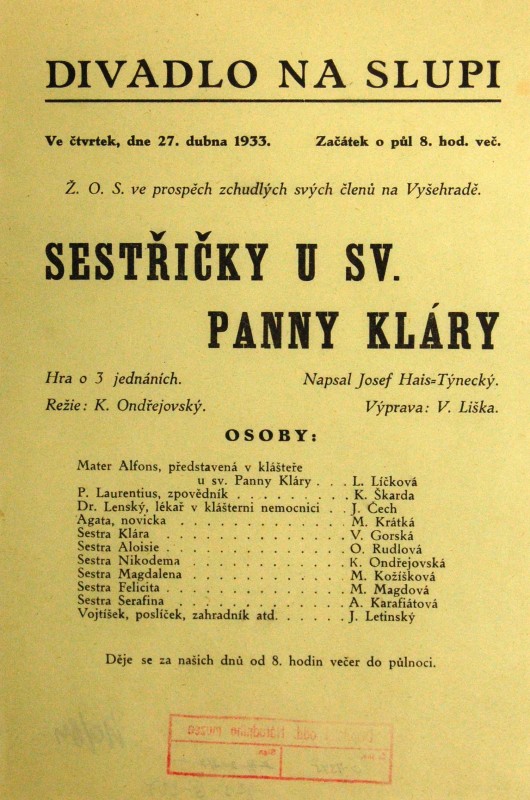 DIVADLO NA SLUPI
Ve čtvrtek, dne 27. dubna 1933. Začátek o půl 8. hod. več.
Ž. O. S. ve prospěch zchudlých svých členů na Vyšehradě.
SESTŘIČKY U SV.
PANNY KLÁRY
Hra o 3 jednáních. Napsal Josef Hais=Týnecký.
Režie: K. Ondřejovský. Výprava: V. Liška.
OSOBY:
Mater Alfons, představená v klášteře
u sv. Panny Kláry . . . L. Líčková
P. Laurentius, zpovědník . . . . . . . . . K. Škarda
Dr. Lenský, lékař v klášterní nemocnici . . J. Čech
Agata, novicka . . . . . . . . . . . . . . M. Krátká
Sestra Klára . . . . . . . . . . . . . . V. Gorská
Sestra Aloisie . . . . . . . . . . . . . . O. Rudlová
Sestra Nikodema . . . . . . . . . . . . . K. Ondřejovská
Sestra Magdalena . . . . . . . . . . . . . M. Kožíšková
Sestra Felicita . . . . . . . . . . . . . . M. Magdová
Sestra Serafina . . . . . . . . . . . . . A. Karafiátová
Vojtíšek, poslíček, zahradník atd. . . . . . J. Letinský
Děje se za našich dnů od 8. hodin večer do půlnoci.
odd. Národního musea